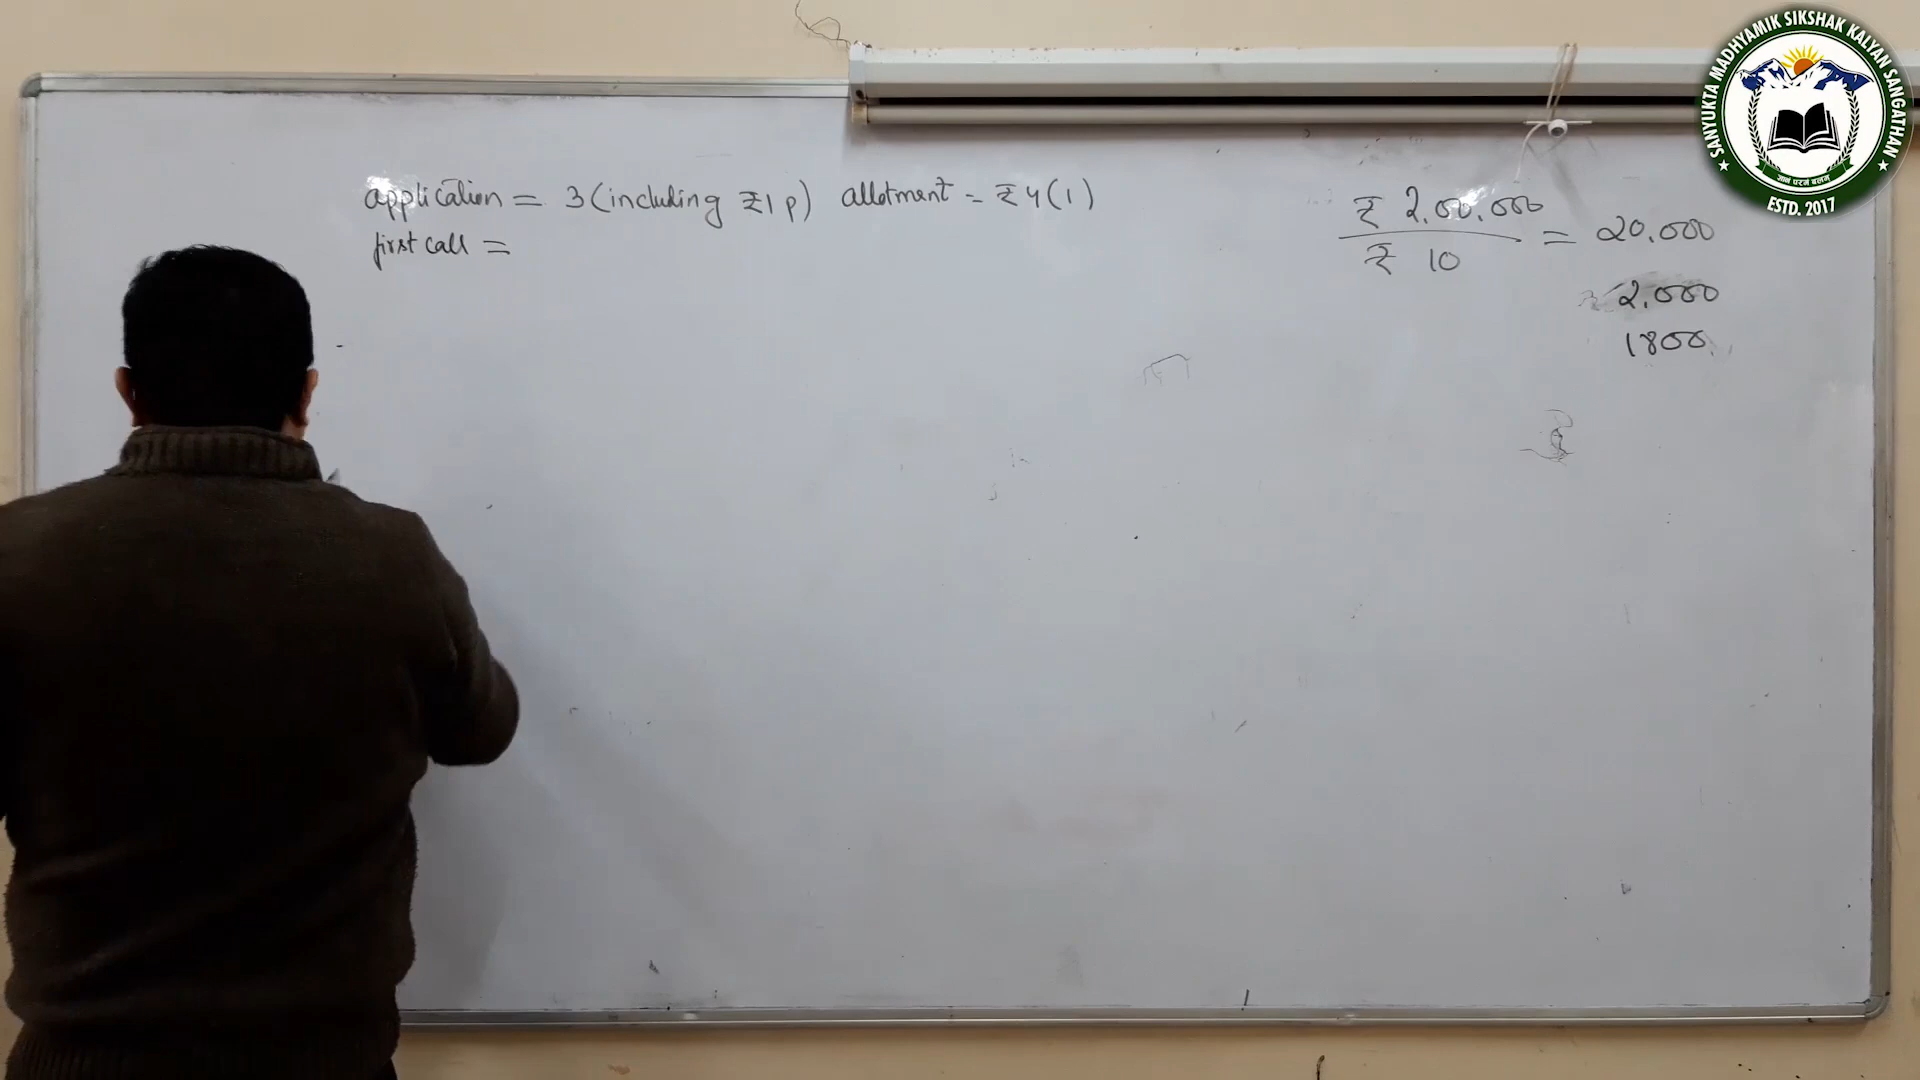 application = 3 (including ₹1 p) allotment = ₹4(1)
first call =
₹ 2,00,000
₹ 10
= 20,000
2,000
1800
SANYUKTA MADHYAMIK SIKSHAK KALYAN SANGATHAN
ESTD. 2017